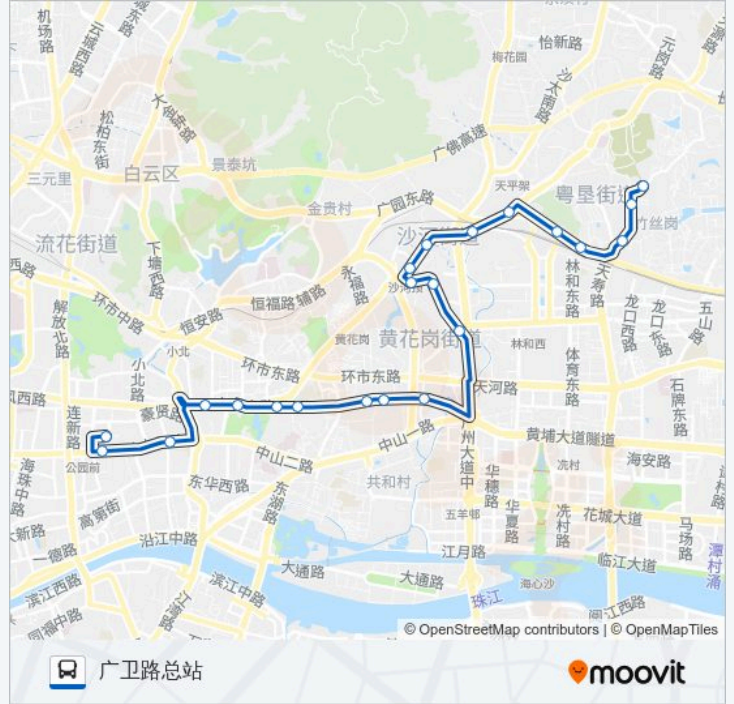 机场路
云城西路
城东路
怡新路
梅花园
元岗路
之源路
沙太南路
大金钟路
广佛高速
松柏东街
景泰坑
白云区
三元里
天平架
粤垦街道
广园东路
金贵村
竹丝岗
流花街道
下塘西路
永福路
林和东路
天寿路
恒福路辅路
环市中路
解放北路
恒安路
龙口西路
龙口东路
五山路
黄花岗
黄花岗街道
林和西
小北
小北路
环市东路
环市东路
体育东路
天河路
石牌东路
连新路
豪贤路
中山一路
黄埔大道隧道
海珠中路
公园前
中山二路
州大道中
海安路
冼村
共和村
华穗路
东华西路
东湖路
五羊邨
华夏路
冼村路
花城大道
马场路
高第街
沿江中路
一德路
江月路
临江大道
潭村涌
大通路
大通路
海心沙
滨江西路
滨江中路
珠江
阅江西路
同福中路
© OpenStreetMap contributors | © OpenMapTiles
广卫路总站
moovit